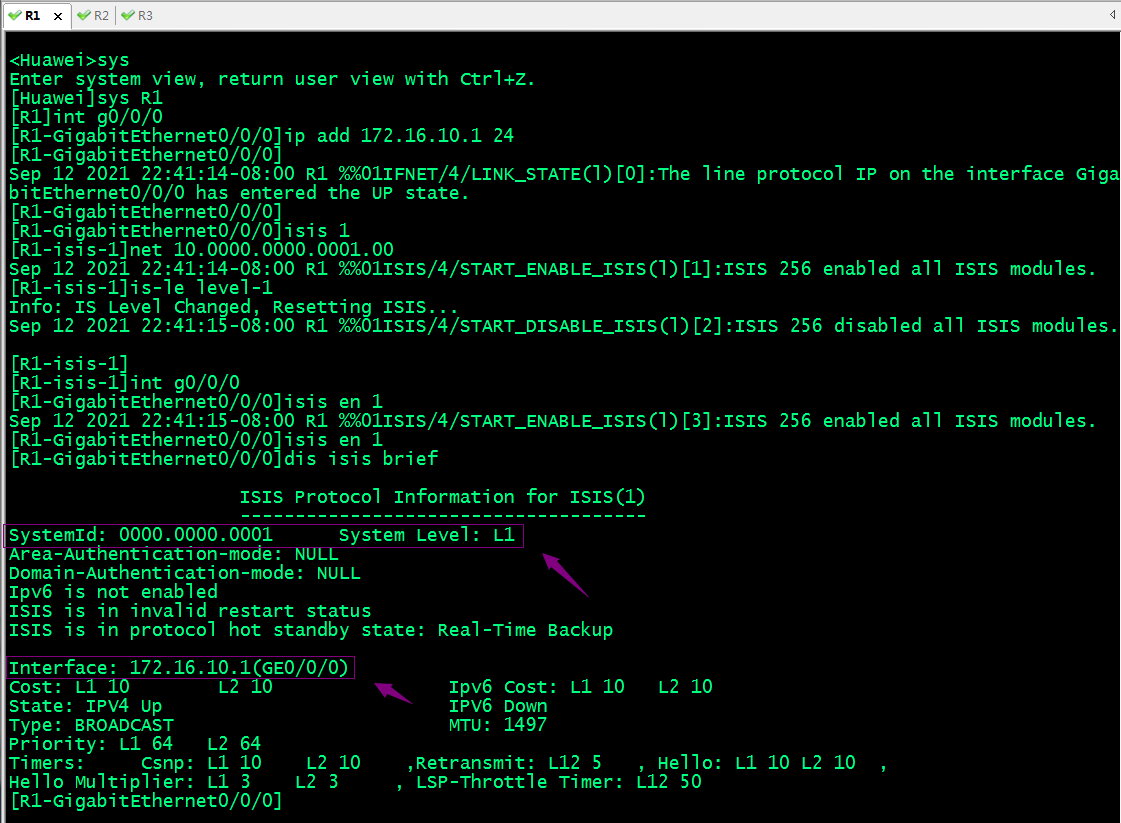 R1 R2 R3
<Huawei>sys
Enter system view, return user view with Ctrl+Z.
[Huawei]sys R1
[R1]int g0/0/0
[R1-GigabitEthernet0/0/0]ip add 172.16.10.1 24
[R1-GigabitEthernet0/0/0]
Sep 12 2021 22:41:14-08:00 R1 %%01IFNET/4/LINK_STATE(l)[0]:The line protocol IP on the interface Giga
bitEthernet0/0/0 has entered the UP state.
[R1-GigabitEthernet0/0/0]
[R1-GigabitEthernet0/0/0]isis 1
[R1-isis-1]net 10.0000.0000.0001.00
Sep 12 2021 22:41:14-08:00 R1 %%01ISIS/4/START_ENABLE_ISIS(l)[1]:ISIS 256 enabled all ISIS modules.
[R1-isis-1]is-le level-1
Info: IS Level Changed, Resetting ISIS...
Sep 12 2021 22:41:15-08:00 R1 %%01ISIS/4/START_DISABLE_ISIS(l)[2]:ISIS 256 disabled all ISIS modules.
[R1-isis-1]
[R1-isis-1]int g0/0/0
[R1-GigabitEthernet0/0/0]isis en 1
Sep 12 2021 22:41:15-08:00 R1 %%01ISIS/4/START_ENABLE_ISIS(l)[3]:ISIS 256 enabled all ISIS modules.
[R1-GigabitEthernet0/0/0]isis en 1
[R1-GigabitEthernet0/0/0]dis isis brief
ISIS Protocol Information for ISIS(1)
-------------------------------------
SystemId: 0000.0000.0001 System Level: L1
Area-Authentication-mode: NULL
Domain-Authentication-mode: NULL
Ipv6 is not enabled
ISIS is in invalid restart status
ISIS is in protocol hot standby state: Real-Time Backup
Interface: 172.16.10.1(GE0/0/0)
Cost: L1 10 L2 10 Ipv6 Cost: L1 10 L2 10
State: IPV4 Up IPV6 Down
Type: BROADCAST MTU: 1497
Priority: L1 64 L2 64
Timers: Csnp: L1 10 L2 10 ,Retransmit: L12 5 , Hello: L1 10 L2 10 ,
Hello Multiplier: L1 3 L2 3 , LSP-Throttle Timer: L12 50
[R1-GigabitEthernet0/0/0]